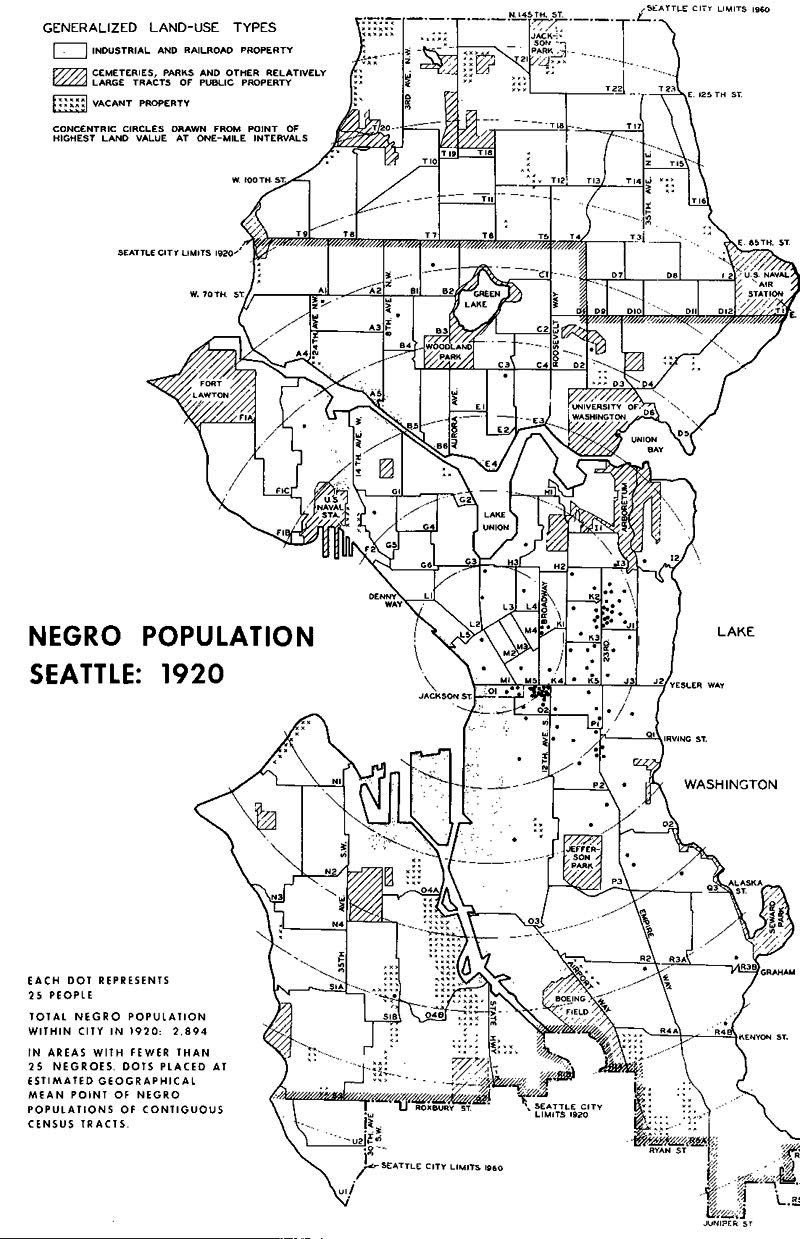 GENERALIZED LAND-USE TYPES
INDUSTRIAL AND RAILROAD PROPERTY
CEMETERIES, PARKS AND OTHER RELATIVELY
LARGE TRACTS OF PUBLIC PROPERTY
VACANT PROPERTY
CONCENTRIC CIRCLES DRAWN FROM POINT OF
HIGHEST LAND VALUE AT ONE-MILE INTERVALS
SEATTLE CITY LIMITS 1960
N. 145TH. ST.
JACK-
SON
PARK
3RD. AVE. N.W.
T21
T22
T23
E. 125TH ST.
T20
T19
T18
T18
T17
T10
T15
W. 100TH ST.
T12
T13
T14
35TH. AVE. N.E.
T11
T16
T9
T8
T7
T6
T5
T4
T3
E. 85TH. ST.
SEATTLE CITY LIMITS 1920
C1
D7
D8
U.S. NAVAL
AIR
STATION
W. 70TH. ST.
A1
A2
B1
B2
GREEN
LAKE
D9
D10
D11
D12
T1
24TH AVE N.W.
8TH. AVE. N.W.
A3
B3
C2
ROOSEVELT WAY
A4
B4
WOODLAND
PARK
C3
C4
D2
FORT
LAWTON
A5
D3
D4
F1A
14TH. AVE. W.
AURORA AVE.
E1
UNIVERSITY OF
WASHINGTON
D6
B5
E2
E3
B6
UNION
BAY
D5
E4
F1C
U.S.
NAVAL
STA.
G1
G2
H1
LAKE
UNION
ARBORETUM
F1B
G4
I1
F2
G5
G6
G3
H3
H2
I3
I2
DENNY
WAY
L1
L3
L4
BROADWAY
K2
L2
K1
J1
L5
M4
K3
23RD.
M3
M2
LAKE
NEGRO POPULATION
SEATTLE: 1920
M1
M5
K4
K5
J3
J2
YESLER WAY
JACKSON ST.
O1
O2
P1
12TH. AVE. S.
Q1
IRVING ST.
WASHINGTON
N1
P2
Q2
JEFFER-
SON
PARK
N2
S.W.
O4A
P3
Q3
ALASKA
ST.
N3
AVE.
SEWARD
PARK
N4
O3
EMPIRE WAY
35TH
R2
R3A
R3B
GRAHAM
EACH DOT REPRESENTS
25 PEOPLE
S1A
AIRPORT WAY
BOEING
FIELD
S1B
O4B
STATE HWY
R4A
R4B
KENYON ST.
TOTAL NEGRO POPULATION
WITHIN CITY IN 1920: 2,894
IN AREAS WITH FEWER THAN
25 NEGROES, DOTS PLACED AT
ESTIMATED GEOGRAPHICAL
MEAN POINT OF NEGRO
POPULATIONS OF CONTIGUOUS
CENSUS TRACTS.
ROXBURY ST.
SEATTLE CITY
LIMITS 1920
U2
30TH AVE S.W.
RYAN ST
SEATTLE CITY LIMITS 1960
U1
JUNIPER ST